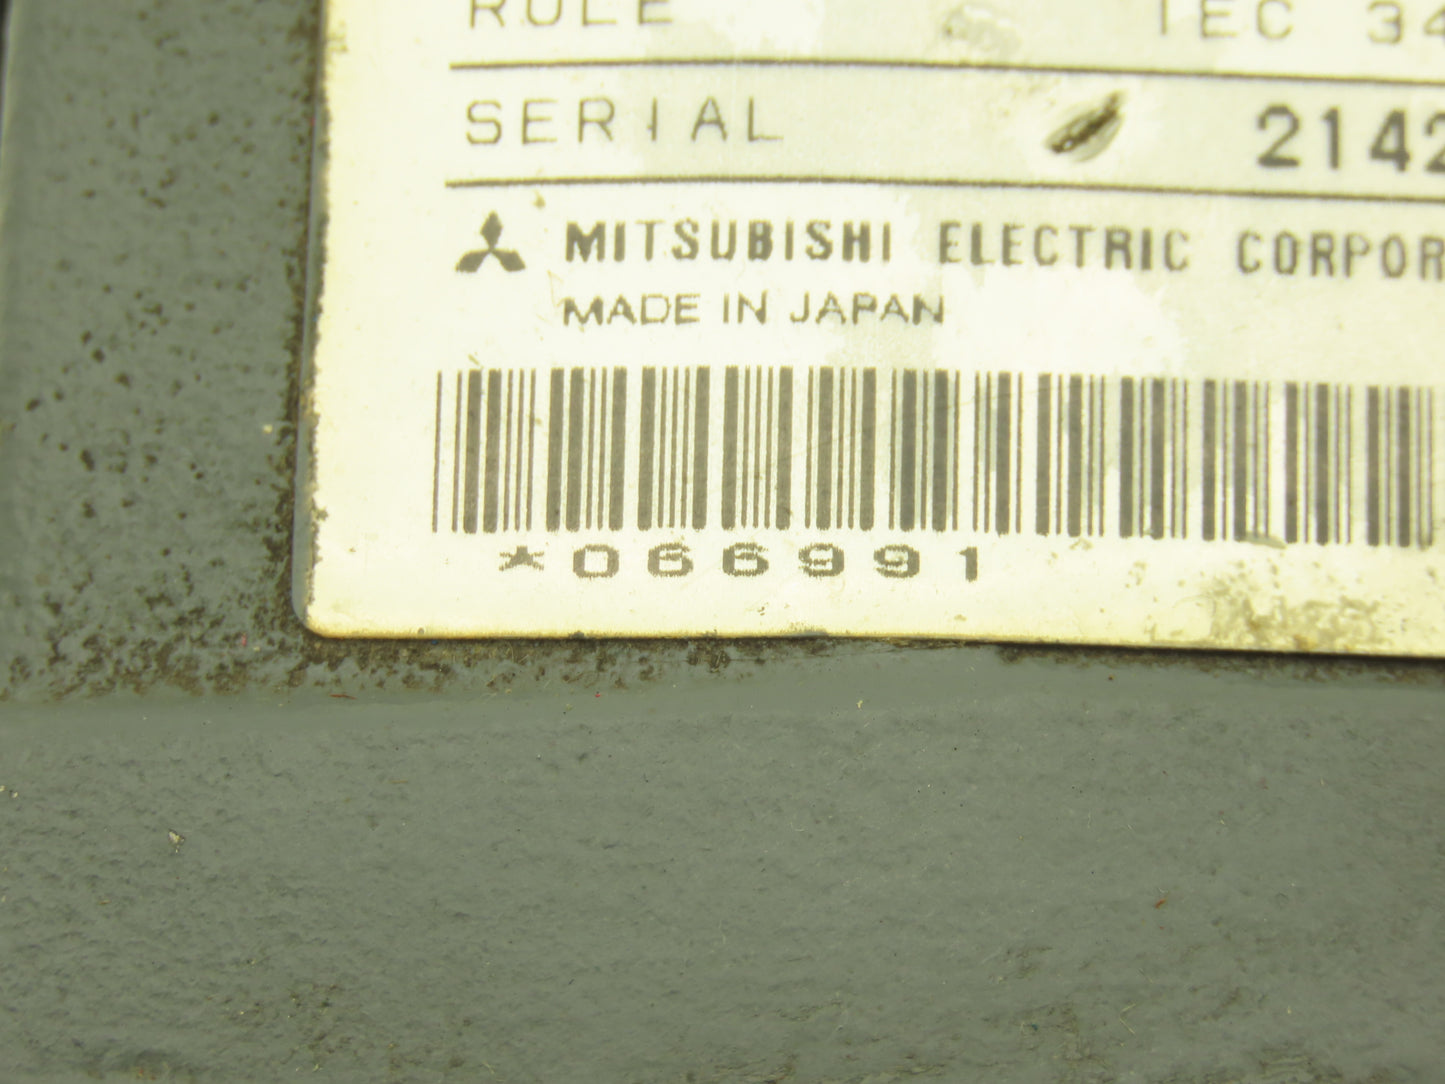 RULE IEC 34
SERIAL 2142
MITSUBISHI ELECTRIC CORPOR
MADE IN JAPAN
*066991